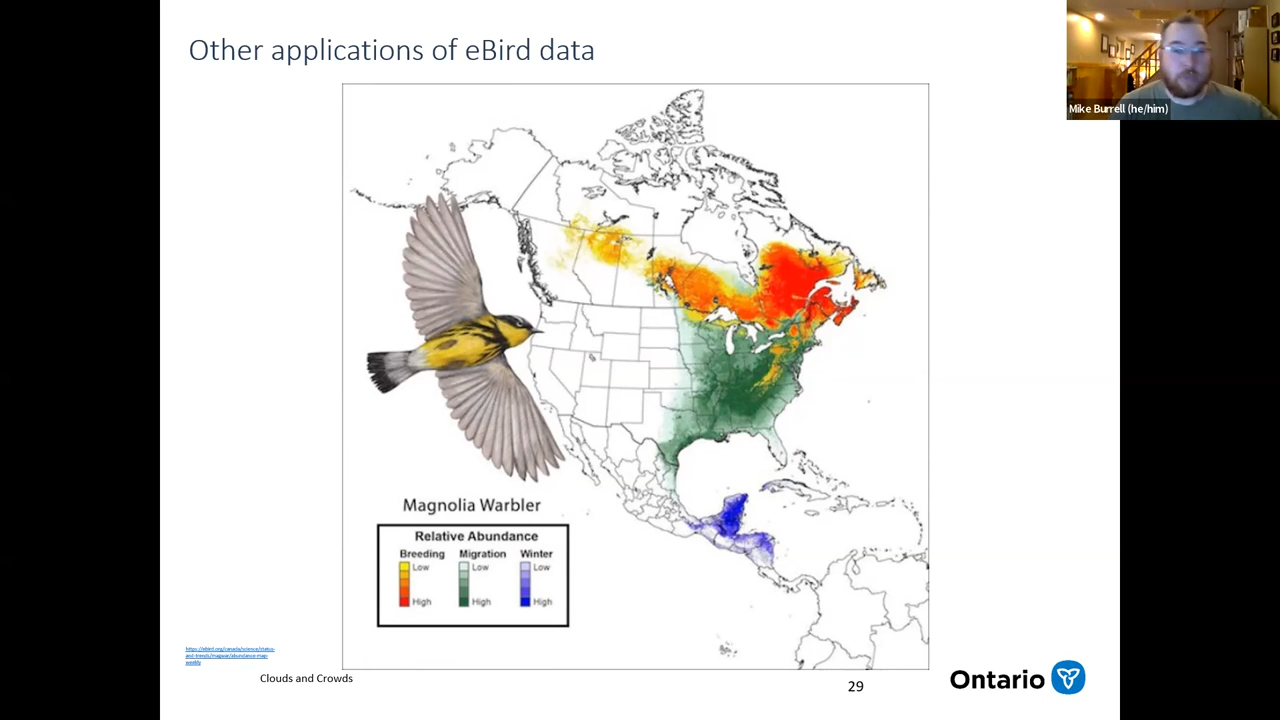 Other applications of eBird data
Mike Burrell (he/him)
Magnolia Warbler
Relative Abundance
Breeding Migration Winter
Low Low Low
High High High
https://ebird.org/canada/science/status-
and-trends/magwar/abundance-map-
weekly
Clouds and Crowds
29
Ontario